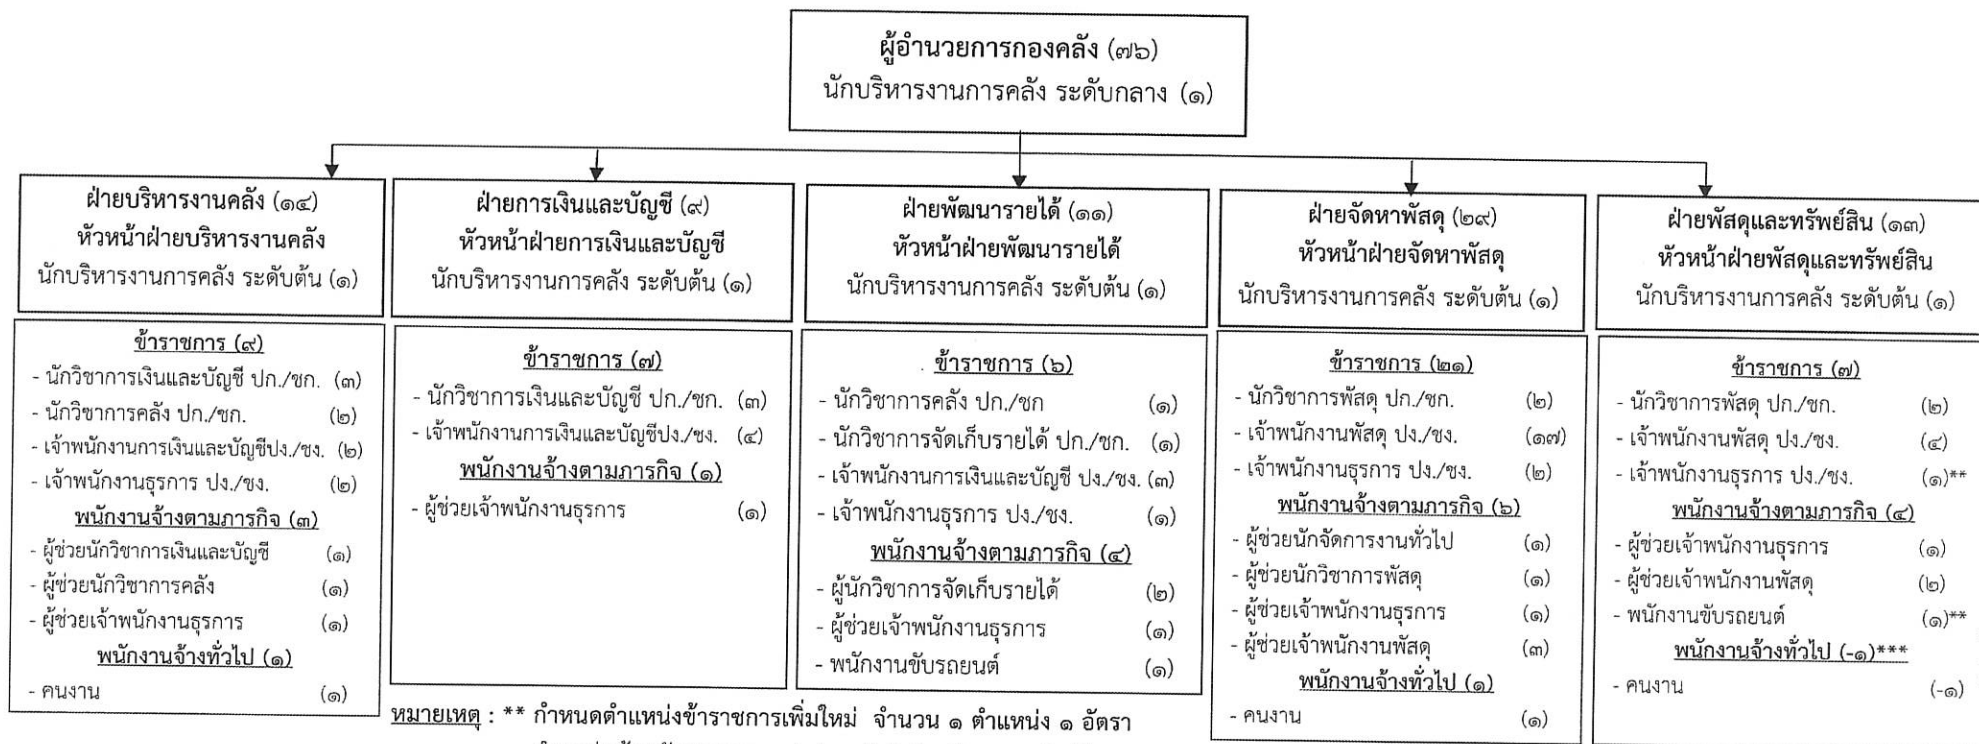 ผู้อำนวยการกองคลัง (๗๖)
นักบริหารงานการคลัง ระดับกลาง (๑)
ฝ่ายบริหารงานคลัง (๑๔)
หัวหน้าฝ่ายบริหารงานคลัง
นักบริหารงานการคลัง ระดับต้น (๑)
ข้าราชการ (๙)
- นักวิชาการเงินและบัญชี ปก./ชก. (๓)
- นักวิชาการคลัง ปก./ชก. (๒)
- เจ้าพนักงานการเงินและบัญชีปง./ชง. (๒)
- เจ้าพนักงานธุรการ ปง./ชง. (๒)
พนักงานจ้างตามภารกิจ (๓)
- ผู้ช่วยนักวิชาการเงินและบัญชี (๑)
- ผู้ช่วยนักวิชาการคลัง (๑)
- ผู้ช่วยเจ้าพนักงานธุรการ (๑)
พนักงานจ้างทั่วไป (๑)
- คนงาน (๑)
ฝ่ายการเงินและบัญชี (๙)
หัวหน้าฝ่ายการเงินและบัญชี
นักบริหารงานการคลัง ระดับต้น (๑)
ข้าราชการ (๗)
- นักวิชาการเงินและบัญชี ปก./ชก. (๓)
- เจ้าพนักงานการเงินและบัญชีปง./ชง. (๔)
พนักงานจ้างตามภารกิจ (๑)
- ผู้ช่วยเจ้าพนักงานธุรการ (๑)
ฝ่ายพัฒนารายได้ (๑๑)
หัวหน้าฝ่ายพัฒนารายได้
นักบริหารงานการคลัง ระดับต้น (๑)
ข้าราชการ (๖)
- นักวิชาการคลัง ปก./ชก (๑)
- นักวิชาการจัดเก็บรายได้ ปก./ชก. (๑)
- เจ้าพนักงานการเงินและบัญชี ปง./ชง. (๓)
- เจ้าพนักงานธุรการ ปง./ชง. (๑)
พนักงานจ้างตามภารกิจ (๔)
- ผู้นักวิชาการจัดเก็บรายได้ (๒)
- ผู้ช่วยเจ้าพนักงานธุรการ (๑)
- พนักงานขับรถยนต์ (๑)
ฝ่ายจัดหาพัสดุ (๒๙)
หัวหน้าฝ่ายจัดหาพัสดุ
นักบริหารงานการคลัง ระดับต้น (๑)
ข้าราชการ (๒๑)
- นักวิชาการพัสดุ ปก./ชก. (๒)
- เจ้าพนักงานพัสดุ ปง./ชง. (๑๗)
- เจ้าพนักงานธุรการ ปง./ชง. (๒)
พนักงานจ้างตามภารกิจ (๖)
- ผู้ช่วยนักจัดการงานทั่วไป (๑)
- ผู้ช่วยนักวิชาการพัสดุ (๑)
- ผู้ช่วยเจ้าพนักงานธุรการ (๑)
- ผู้ช่วยเจ้าพนักงานพัสดุ (๓)
พนักงานจ้างทั่วไป (๑)
- คนงาน (๑)
ฝ่ายพัสดุและทรัพย์สิน (๑๓)
หัวหน้าฝ่ายพัสดุและทรัพย์สิน
นักบริหารงานการคลัง ระดับต้น (๑)
ข้าราชการ (๗)
- นักวิชาการพัสดุ ปก./ชก. (๒)
- เจ้าพนักงานพัสดุ ปง./ชง. (๔)
- เจ้าพนักงานธุรการ ปง./ชง. (๑)**
พนักงานจ้างตามภารกิจ (๔)
- ผู้ช่วยเจ้าพนักงานธุรการ (๑)
- ผู้ช่วยเจ้าพนักงานพัสดุ (๒)
- พนักงานขับรถยนต์ (๑)**
พนักงานจ้างทั่วไป (-๑)***
- คนงาน (-๑)
หมายเหตุ : ** กำหนดตำแหน่งข้าราชการเพิ่มใหม่ จำนวน ๑ ตำแหน่ง ๑ อัตรา